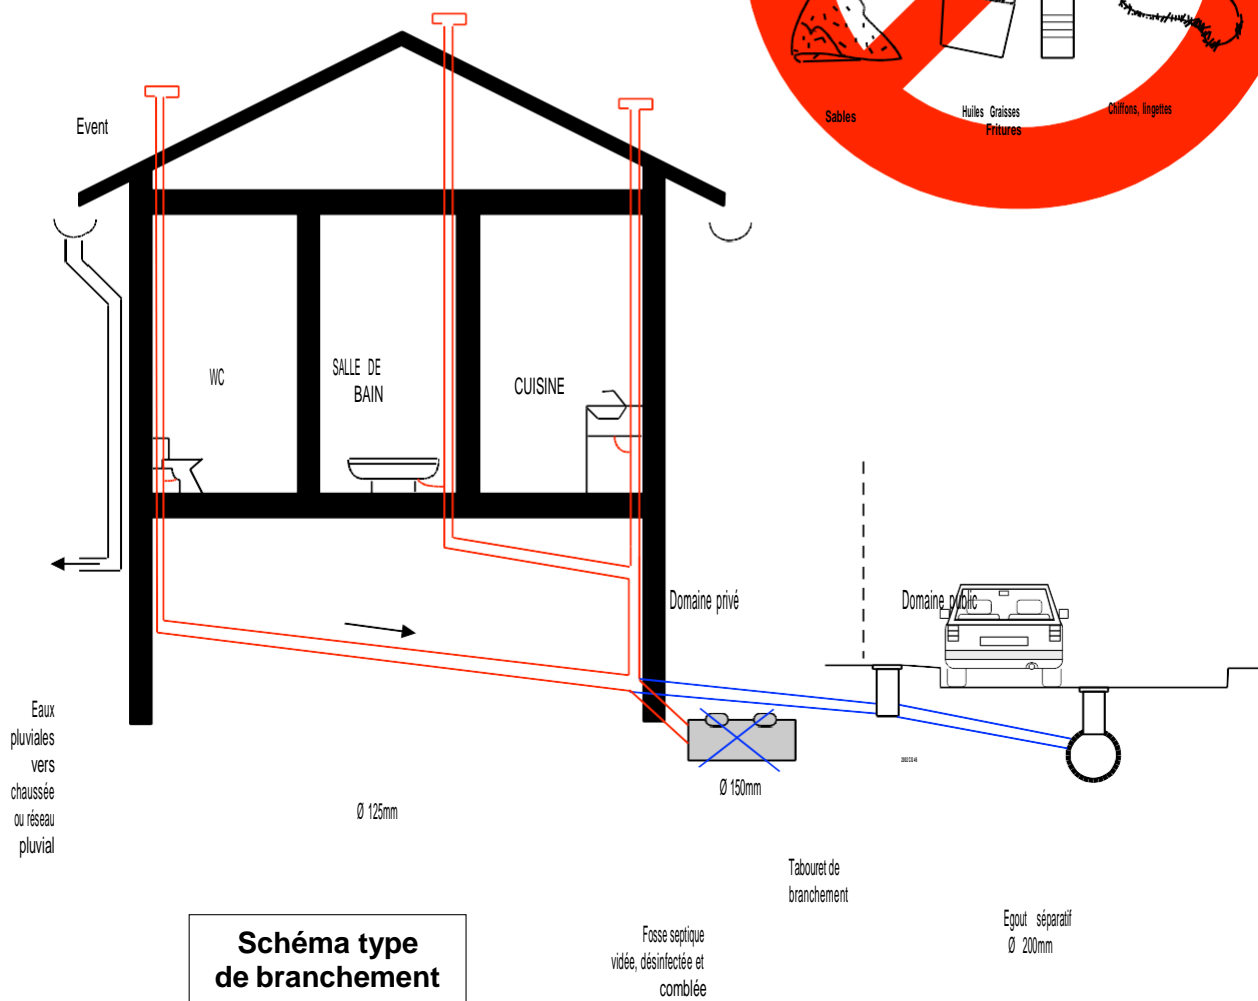 Sables
Huiles Graisses
Fritures
Chiffons, lingettes
Event
WC
SALLE DE
BAIN
CUISINE
Domaine privé
Domaine public
Eaux
pluviales
vers
chaussée
ou réseau
pluvial
Ø 125mm
Ø 150mm
Tabouret de
branchement
Egout séparatif
Ø 200mm
Fosse septique
vidée, désinfectée et
comblée
Schéma type
de branchement